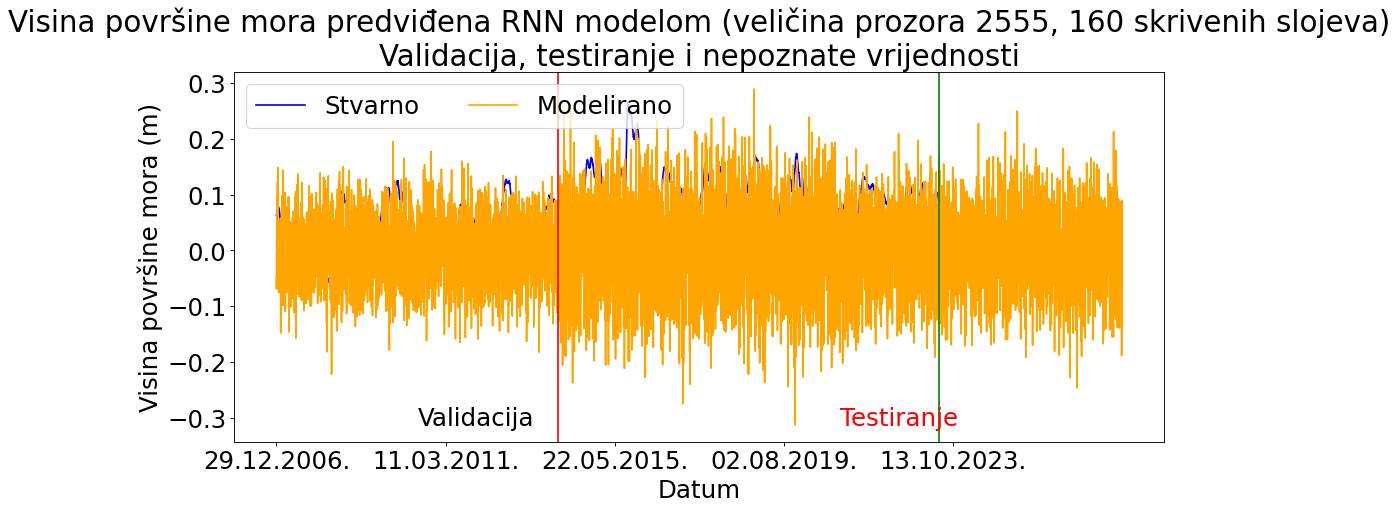 Visina površine mora predviđena RNN modelom (veličina prozora 2555, 160 skrivenih slojeva)
Validacija, testiranje i nepoznate vrijednosti
Stvarno
Modelirano
Visina površine mora (m)
0.3
0.2
0.1
0.0
−0.1
−0.2
−0.3
Validacija
Testiranje
29.12.2006.
11.03.2011.
22.05.2015.
02.08.2019.
13.10.2023.
Datum